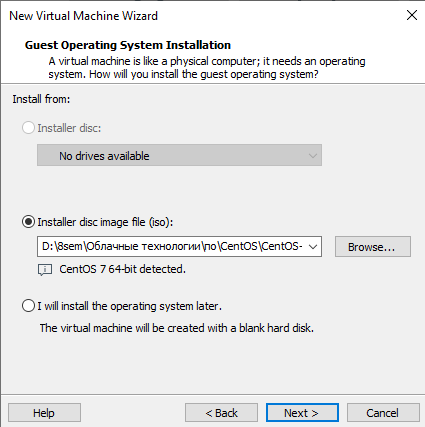 New Virtual Machine Wizard
Guest Operating System Installation
A virtual machine is like a physical computer; it needs an operating
system. How will you install the guest operating system?
Install from:
Installer disc:
No drives available
Installer disc image file (iso):
D:\8sem\Облачные технологии\по\CentOS\CentOS-
Browse...
CentOS 7 64-bit detected.
I will install the operating system later.
The virtual machine will be created with a blank hard disk.
Help
< Back
Next >
Cancel